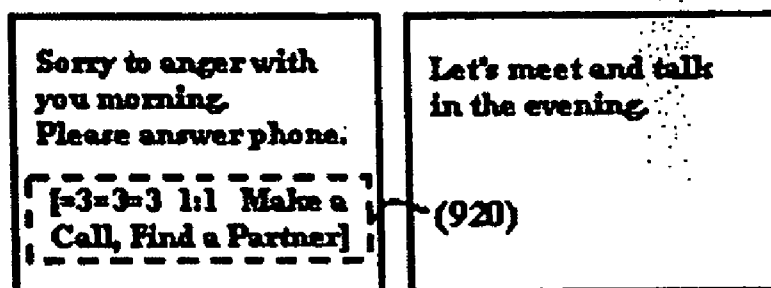 Sorry to anger with
you morning.
Please answer phone.
[=3=3=3 1:1 Make a
Call, Find a Partner]
(920)
Let's meet and talk
in the evening.